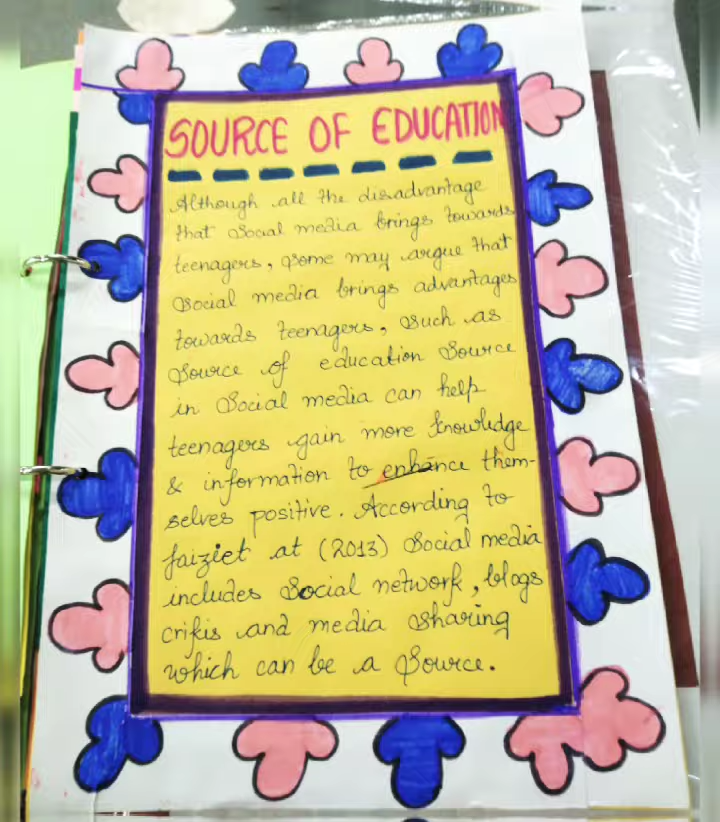 SOURCE OF EDUCATION
Although all the disadvantage
that Social media brings towards
teenagers, some may argue that
Social media brings advantages
towards teenagers, such as
Source of education Source
in Social media can help
teenagers gain more knowledge
& information to enhance them-
selves positive. According to
faiziet at (2013) Social media
includes Social network, blogs
crikis and media sharing
which can be a Source.